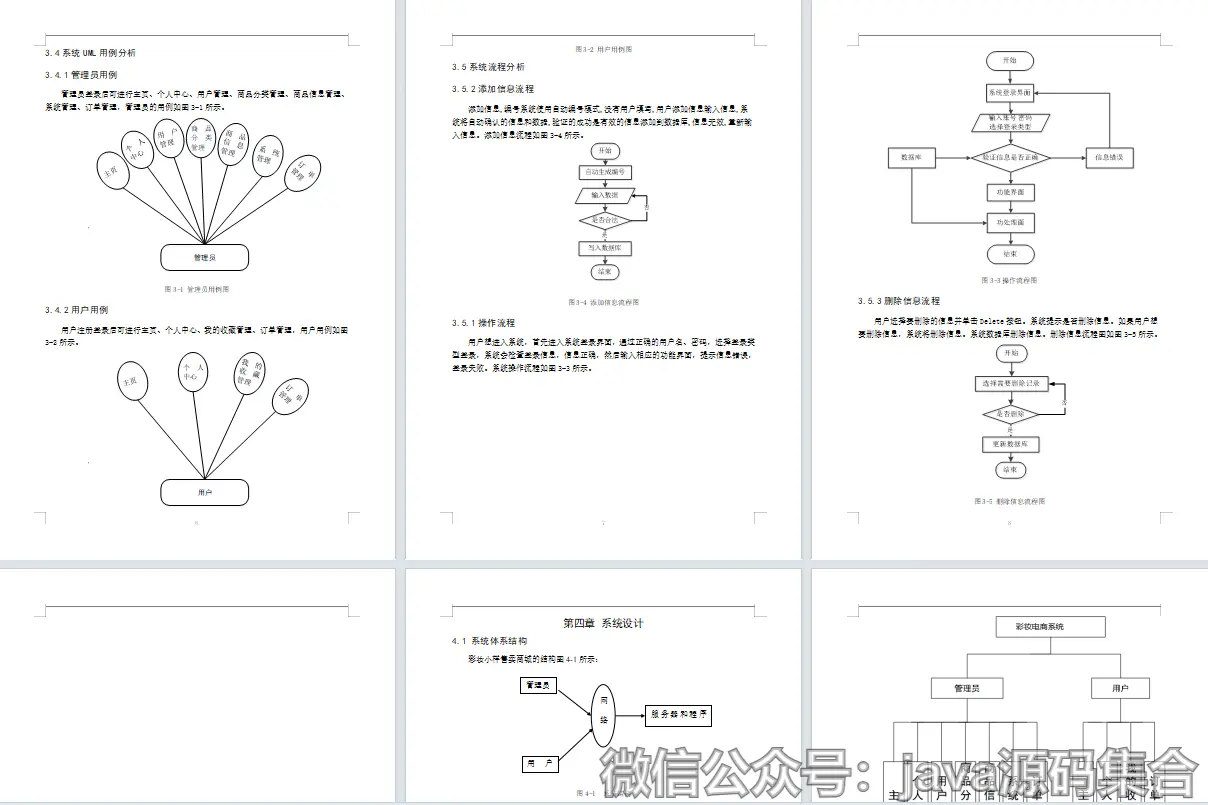 3.4 系统 UML 用例分析
3.4.1 管理员用例
管理员登录后可进行主页、个人中心、用户管理、商品分类管理、商品信息管理、
系统管理、订单管理，管理员的用例如图 3-1 所示。
主页
个人中心
用户管理
商品分类管理
商品信息管理
系统管理
订单管理
管理员
图 3-1 管理员用例图
3.4.2 用户用例
用户注册登录后可进行主页、个人中心、我的收藏管理、订单管理，用户用例如图
3-2 所示。
主页
个人中心
我的收藏管理
订单管理
用户
图3-2 用户用例图
3.5 系统流程分析
3.5.2 添加信息流程
添加信息，编号系统使用自动编号模式，没有用户填写，用户添加信息输入信息，系
统将自动确认的信息和数据，验证的成功是有效的信息添加到数据库，信息无效，重新输
入信息。添加信息流程如图 3-4 所示。
开始
自动生成编号
输入数据
否
是否合法
是
写入数据库
结束
图 3-4 添加信息流程图
3.5.1 操作流程
用户想进入系统，首先进入系统登录界面，通过正确的用户名、密码，选择登录类
型登录，系统会检查登录信息，信息正确，然后输入相应的功能界面，提示信息错误，
登录失败。系统操作流程如图 3-3 所示。
7
开始
系统登录界面
输入账号密码
选择登录类型
数据库
验证信息是否正确
信息错误
功能界面
功处理面
结束
图 3-3 操作流程图
3.5.3 删除信息流程
用户选择要删除的信息并单击 Delete 按钮。系统提示是否删除信息。如果用户想
要删除信息，系统将删除信息。系统数据库删除信息。删除信息流程图如图 3-5 所示。
开始
选择需要删除记录
否
是否删除
是
更新数据库
结束
图 3-5 删除信息流程图
第四章 系统设计
4.1 系统体系结构
彩妆小样售卖商城的结构图 4-1 所示：
管理员
网络
服务器和程序
用户
图 4-1
彩妆电商系统
管理员
用户
微信公众号：java源码集合